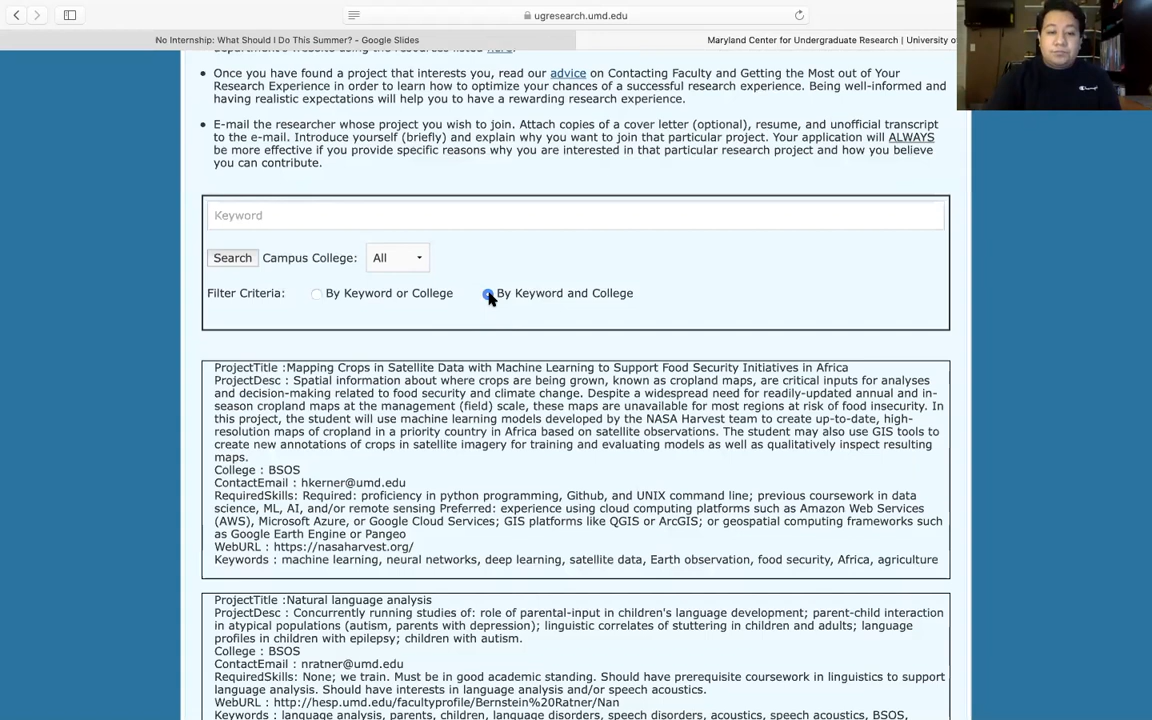 ugresearch.umd.edu
No Internship: What Should I Do This Summer? - Google Slides
Maryland Center for Undergraduate Research | University of
Once you have found a project that interests you, read our advice on Contacting Faculty and Getting the Most out of Your
Research Experience in order to learn how to optimize your chances of a successful research experience. Being well-informed and
having realistic expectations will help you to have a rewarding research experience.
E-mail the researcher whose project you wish to join. Attach copies of a cover letter (optional), resume, and unofficial transcript
to the e-mail. Introduce yourself (briefly) and explain why you want to join that particular project. Your application will ALWAYS
be more effective if you provide specific reasons why you are interested in that particular research project and how you believe
you can contribute.
Keyword
Search Campus College: All
Filter Criteria: By Keyword or College By Keyword and College
ProjectTitle :Mapping Crops in Satellite Data with Machine Learning to Support Food Security Initiatives in Africa
ProjectDesc : Spatial information about where crops are being grown, known as cropland maps, are critical inputs for analyses
and decision-making related to food security and climate change. Despite a widespread need for readily-updated annual and in-
season cropland maps at the management (field) scale, these maps are unavailable for most regions at risk of food insecurity. In
this project, the student will use machine learning models developed by the NASA Harvest team to create up-to-date, high-
resolution maps of cropland in a priority country in Africa based on satellite observations. The student may also use GIS tools to
create new annotations of crops in satellite imagery for training and evaluating models as well as qualitatively inspect resulting
maps.
College : BSOS
ContactEmail : hkerner@umd.edu
RequiredSkills: Required: proficiency in python programming, Github, and UNIX command line; previous coursework in data
science, ML, AI, and/or remote sensing Preferred: experience using cloud computing platforms such as Amazon Web Services
(AWS), Microsoft Azure, or Google Cloud Services; GIS platforms like QGIS or ArcGIS; or geospatial computing frameworks such
as Google Earth Engine or Pangeo
WebURL : https://nasaharvest.org/
Keywords : machine learning, neural networks, deep learning, satellite data, Earth observation, food security, Africa, agriculture
ProjectTitle :Natural language analysis
ProjectDesc : Concurrently running studies of: role of parental-input in children's language development; parent-child interaction
in atypical populations (autism, parents with depression); linguistic correlates of stuttering in children and adults; language
profiles in children with epilepsy; children with autism.
College : BSOS
ContactEmail : nratner@umd.edu
RequiredSkills: None; we train. Must be in good academic standing. Should have prerequisite coursework in linguistics to support
language analysis. Should have interests in language analysis and/or speech acoustics.
WebURL : http://hesp.umd.edu/facultyprofile/Bernstein%20Ratner/Nan
Keywords : language analysis, parents, children, language disorders, speech disorders, acoustics, speech acoustics, BSOS,